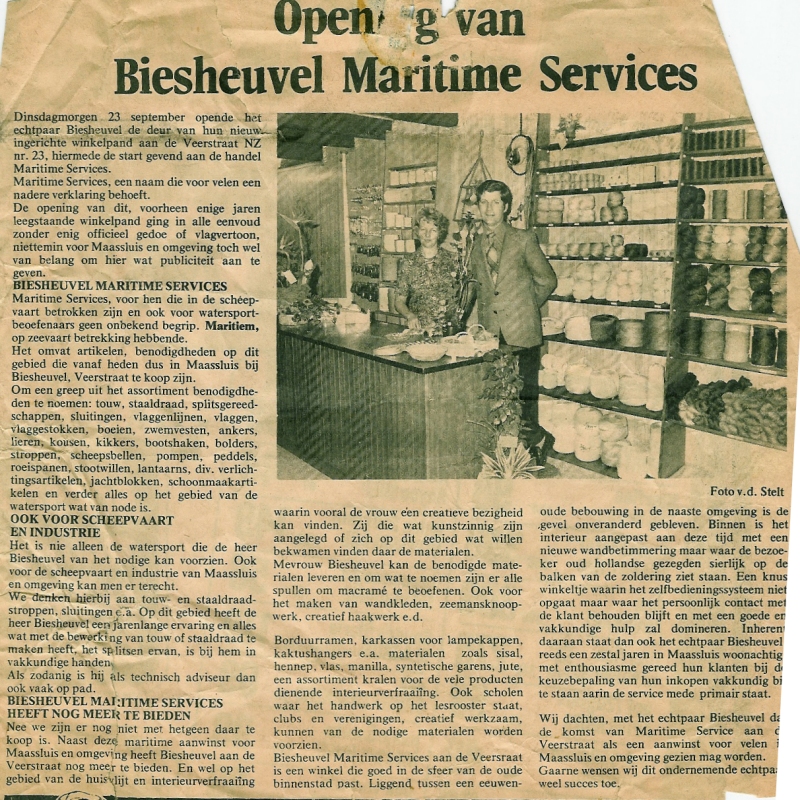 Opening van
Biesheuvel Maritime Services
Dinsdagmorgen 23 september opende het
echtpaar Biesheuvel de deur van hun nieuw
ingerichte winkelpand aan de Veerstraat NZ
nr. 23, hiermede de start gevend aan de handel
Maritime Services.
Maritime Services, een naam die voor velen een
nadere verklaring behoeft.
De opening van dit, voorheen enige jaren
leegstaande winkelpand ging in alle eenvoud
zonder enig officieel gedoe of vlagvertoon,
niettemin voor Maassluis en omgeving toch wel
van belang om hier wat publiciteit aan te
geven.
BIESHEUVEL MARITIME SERVICES
Maritime Services, voor hen die in de scheep-
vaart betrokken zijn en ook voor watersport-
beoefenaars geen onbekend begrip. Maritiem,
op zeevaart betrekking hebbende.
Het omvat artikelen, benodigdheden op dit
gebied die vanaf heden dus in Maassluis bij
Biesheuvel, Veerstraat te koop zijn.
Om een greep uit het assortiment benodigdhe-
den te noemen: touw, staaldraad, splitsgereed-
schappen, sluitingen, vlaggenlijnen, vlaggen,
vlaggestokken, boeien, zwemvesten, ankers,
lieren, kousen, kikkers, bootshaken, bolders,
stroppen, scheepsbellen, pompen, peddels,
roeispanen, stootwillen, lantaarns, div. verlich-
tingsartikelen, jachtblokken, schoonmaakarti-
kelen en verder alles op het gebied van de
watersport wat van node is.
OOK VOOR SCHEEPVAART
EN INDUSTRIE
Het is nie alleen de watersport die de heer
Biesheuvel van het nodige kan voorzien. Ook
voor de scheepvaart en industrie van Maassluis
en omgeving kan men er terecht.
We denken hierbij aan touw- en staaldraad-
stroppen, sluitingen e.a. Op dit gebied heeft de
heer Biesheuvel een jarenlange ervaring en alles
wat met de bewerking van touw of staaldraad te
maken heeft, het splitsen ervan, is bij hem in
vakkundige handen.
Als zodanig is hij als technisch adviseur dan
ook vaak op pad.
BIESHEUVEL MARITIME SERVICES
HEEFT NOG MEER TE BIEDEN
Nee we zijn er nog niet met hetgeen daar te
koop is. Naast deze maritime aanwinst voor
Maassluis en omgeving heeft Biesheuvel aan de
Veerstraat nog meer te bieden. En wel op het
gebied van de huisvlijt en interieurverfraaiïng
Foto v.d. Stelt
waarin vooral de vrouw een creatieve bezigheid
kan vinden. Zij die wat kunstzinnig zijn
aangelegd of zich op dit gebied wat willen
bekwamen vinden daar de materialen.
Mevrouw Biesheuvel kan de benodigde mate-
rialen leveren en om wat te noemen zijn er alle
spullen om macramé te beoefenen. Ook voor
het maken van wandkleden, zeemansknoop-
werk, creatief haakwerk e.d.
Borduurramen, karkassen voor lampekappen,
kaktushangers e.a. materialen zoals sisal,
hennep, vlas, manilla, syntetische garens, jute,
een assortiment kralen voor de vele producten
dienende interieurverfraaiïng. Ook scholen
waar het handwerk op het lesrooster staat,
clubs en verenigingen, creatief werkzaam,
kunnen van de nodige materialen worden
voorzien.
Biesheuvel Maritime Services aan de Veersraat
is een winkel die goed in de sfeer van de oude
binnenstad past. Liggend tussen een eeuwen-
oude bebouwing in de naaste omgeving is de
gevel onveranderd gebleven. Binnen is het
interieur aangepast aan deze tijd met een
nieuwe wandbetimmering maar waar de bezoe-
ker oud hollandse gezegden sierlijk op de
balken van de zoldering ziet staan. Een knus
winkeltje waarin het zelfbedieningssysteem niet
opgaat maar waar het persoonlijk contact met
de klant behouden blijft en met een goede en
vakkundige hulp zal domineren. Inherent
daaraan staat dan ook het echtpaar Biesheuvel
reeds een zestal jaren in Maassluis woonachtig
met enthousiasme gereed hun klanten bij de
keuzebepaling van hun inkopen vakkundig bij
te staan aarin de service mede primair staat.
Wij dachten, met het echtpaar Biesheuvel da
de komst van Maritime Service aan d
Veerstraat als een aanwinst voor velen i
Maassluis en omgeving gezien mag worden.
Gaarne wensen wij dit ondernemende echtpaa
weel succes toe.